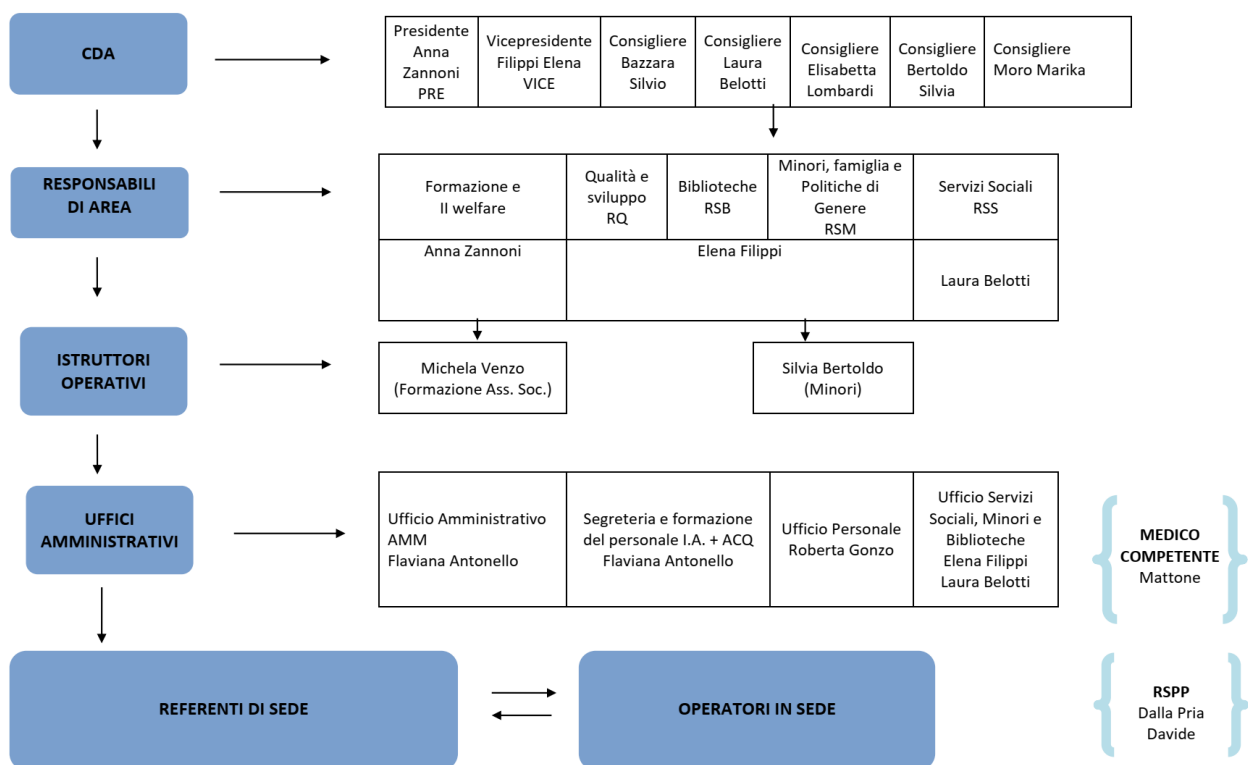 CDA
Presidente
Anna
Zannoni
PRE
Vicepresidente
Filippi Elena
VICE
Consigliere
Bazzara
Silvio
Consigliere
Laura
Belotti
Consigliere
Elisabetta
Lombardi
Consigliere
Bertoldo
Silvia
Consigliere
Moro Marika
RESPONSABILI
DI AREA
Formazione e
II welfare
Qualità e
sviluppo
RQ
Biblioteche
RSB
Minori, famiglia e
Politiche di
Genere
RSM
Servizi Sociali
RSS
Anna Zannoni
Elena Filippi
Laura Belotti
ISTRUTTORI
OPERATIVI
Michela Venzo
(Formazione Ass. Soc.)
Silvia Bertoldo
(Minori)
UFFICI
AMMINISTRATIVI
Ufficio Amministrativo
AMM
Flaviana Antonello
Segreteria e formazione
del personale I.A. + ACQ
Flaviana Antonello
Ufficio Personale
Roberta Gonzo
Ufficio Servizi
Sociali, Minori e
Biblioteche
Elena Filippi
Laura Belotti
MEDICO
COMPETENTE
Mattone
REFERENTI DI SEDE
OPERATORI IN SEDE
RSPP
Dalla Pria
Davide